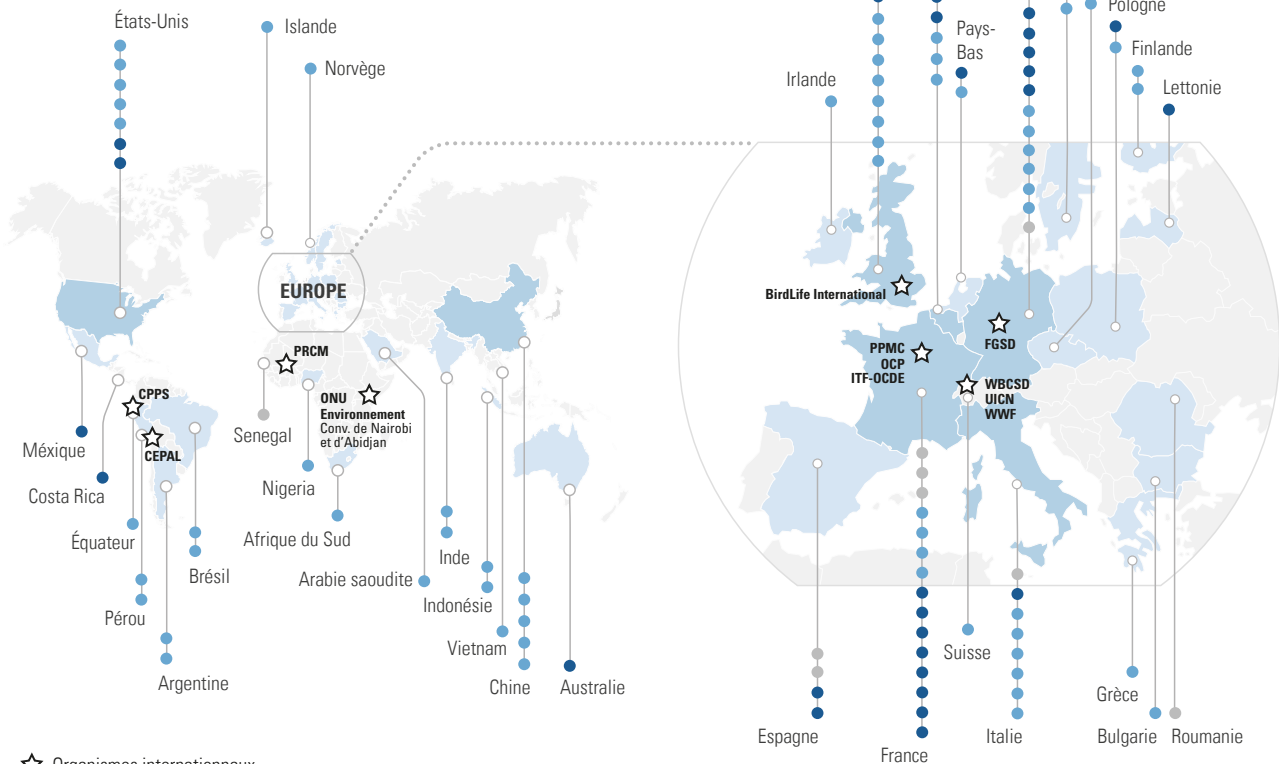 États-Unis
Islande
Norvège
EUROPE
PRCM
CPPS
ONU
Environnement
Conv. de Nairobi
et d'Abidjan
CEPAL
Senegal
Méxique
Costa Rica
Nigeria
Équateur
Afrique du Sud
Brésil
Arabie saoudite
Inde
Indonésie
Pérou
Vietnam
Argentine
Chine
Australie
Pologne
Pays-
Bas
Finlande
Irlande
Lettonie
BirdLife International
PPMC
OCP
ITF-OCDE
FGSD
WBCSD
UICN
WWF
Suisse
Grèce
Espagne
France
Italie
Bulgarie
Roumanie
Organismes internationaux